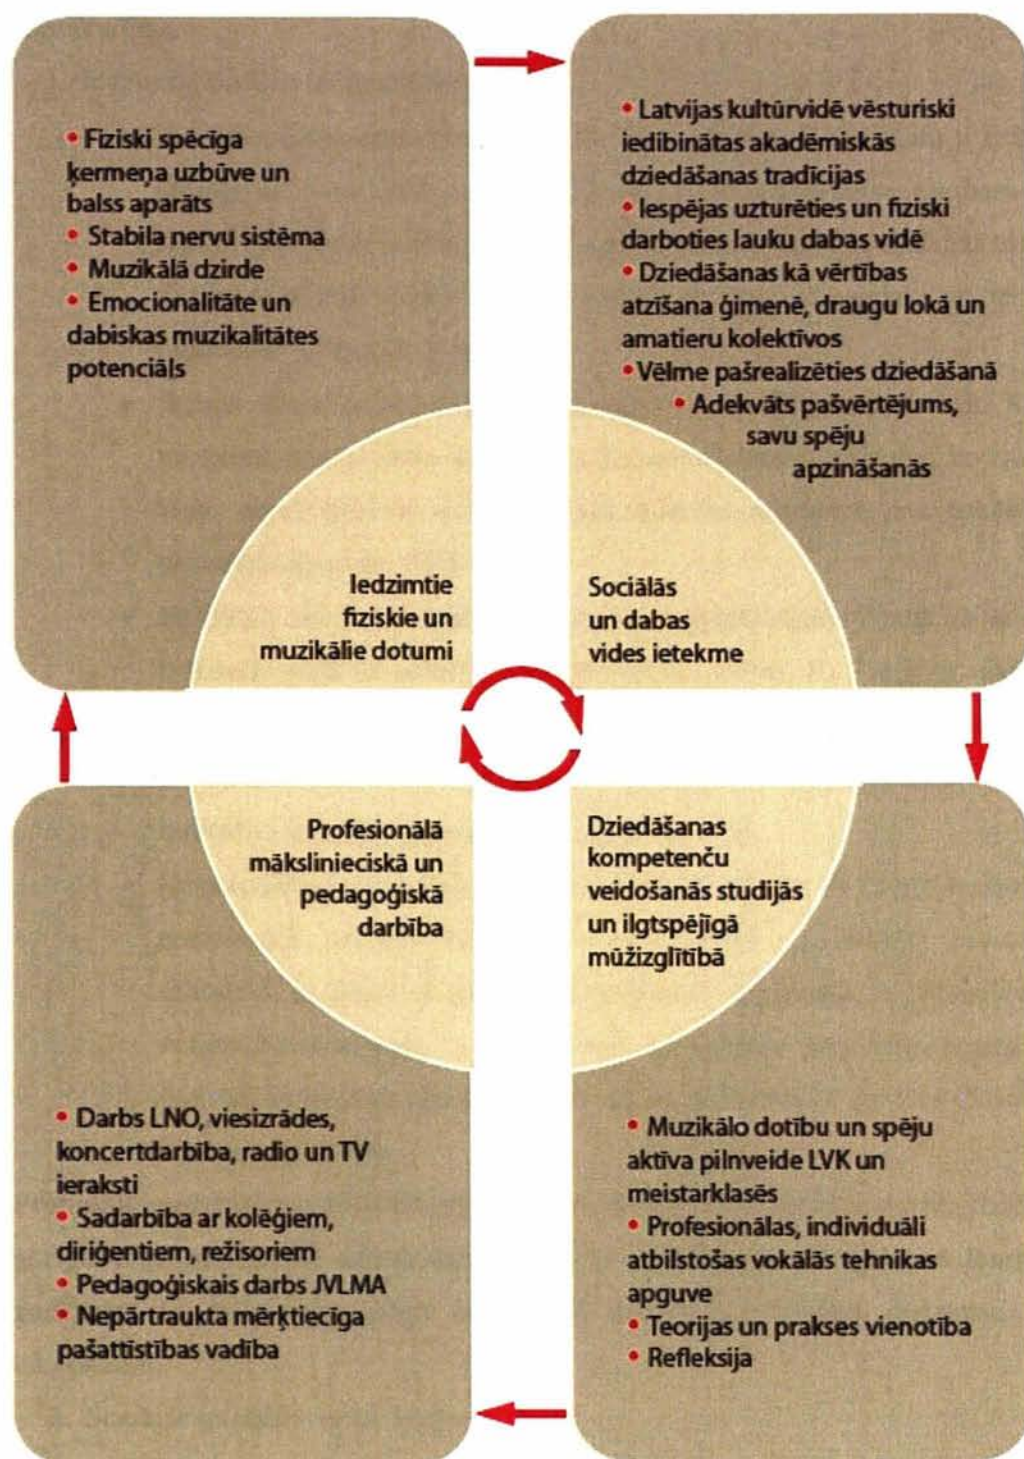 • Fiziski spēcīga
ķermeņa uzbūve un
balss aparāts
• Stabila nervu sistēma
• Muzikālā dzirde
• Emocionalitāte un
dabiskas muzikalitātes
potenciāls
Iedzimtie
fiziskie un
muzikālie dotumi
• Latvijas kultūrvidē vēsturiski
iedibinātas akadēmiskās
dziedāšanas tradīcijas
• Iespējas uzturēties un fiziski
darboties lauku dabas vidē
• Dziedāšanas kā vērtības
atzīšana ģimenē, draugu lokā un
amatieru kolektīvos
• Vēlme pašrealizēties dziedāšanā
• Adekvāts pašvērtējums,
savu spēju
apzināšanās
Sociālās
un dabas
vides ietekme
Dziedāšanas
kompetenču
veidošanās studijās
un ilgtspējīgā
mūžizglītībā
• Muzikālo dotību un spēju
aktīva pilnveide LVK un
meistarklasēs
• Profesionālas, individuāli
atbilstošas vokālās tehnikas
apguve
• Teorijas un prakses vienotība
• Refleksija
Profesionālā
mākslinieciskā un
pedagoģiskā
darbība
• Darbs LNO, viesizrādes,
koncertdarbība, radio un TV
ieraksti
• Sadarbība ar kolēģiem,
diriģentiem, režisoriem
• Pedagoģiskais darbs JVLMA
• Nepārtraukta mērķtiecīga
pašattīstības vadība